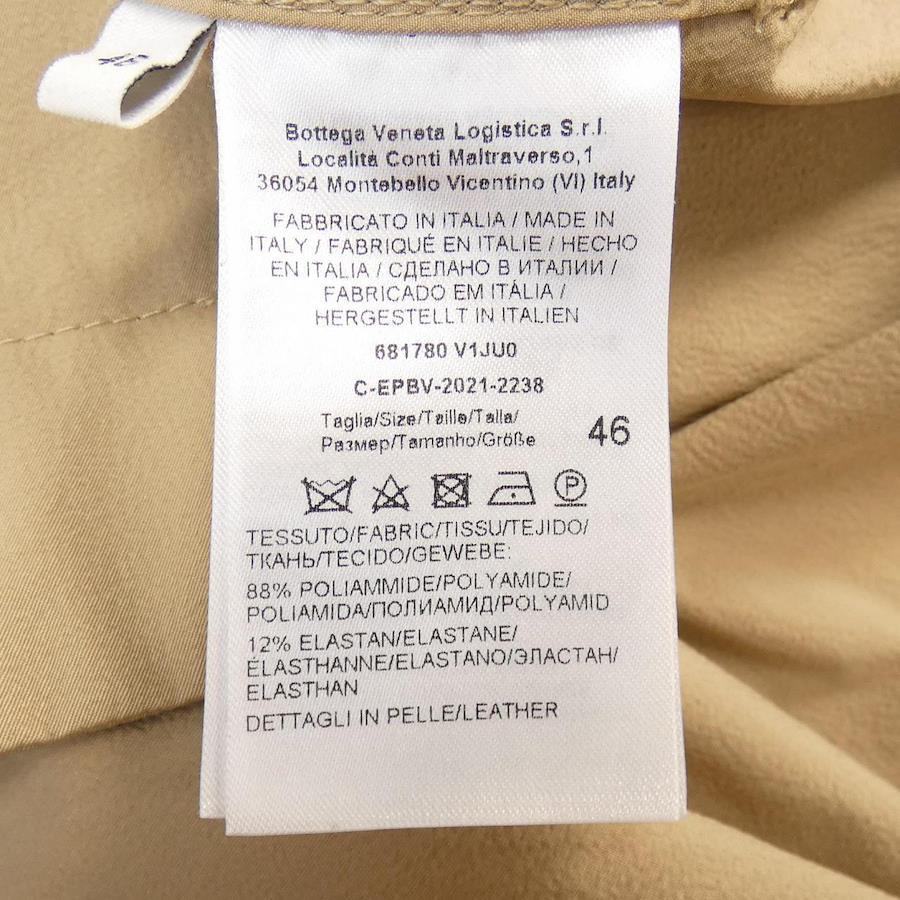 46
Bottega Veneta Logistica S.r.l.
Località Conti Maltraverso,1
36054 Montebello Vicentino (VI) Italy
FABBRICATO IN ITALIA / MADE IN
ITALY / FABRIQUÉ EN ITALIE / HECHO
EN ITALIA / СДЕЛАНО В ИТАЛИИ /
FABRICADO EM ITÁLIA /
HERGESTELLT IN ITALIEN
681780 V1JU0
C-EPBV-2021-2238
Taglia/Size/Taille/Talla/
Размер/Tamanho/Größe 46
P
TESSUTO/FABRIC/TISSU/TEJIDO/
ТКАНЬ/TECIDO/GEWEBE:
88% POLIAMMIDE/POLYAMIDE/
POLIAMIDA/ПОЛИАМИД/POLYAMID
12% ELASTAN/ELASTANE/
ÉLASTHANNE/ELASTANO/ЭЛАСТАН/
ELASTHAN
DETTAGLI IN PELLE/LEATHER